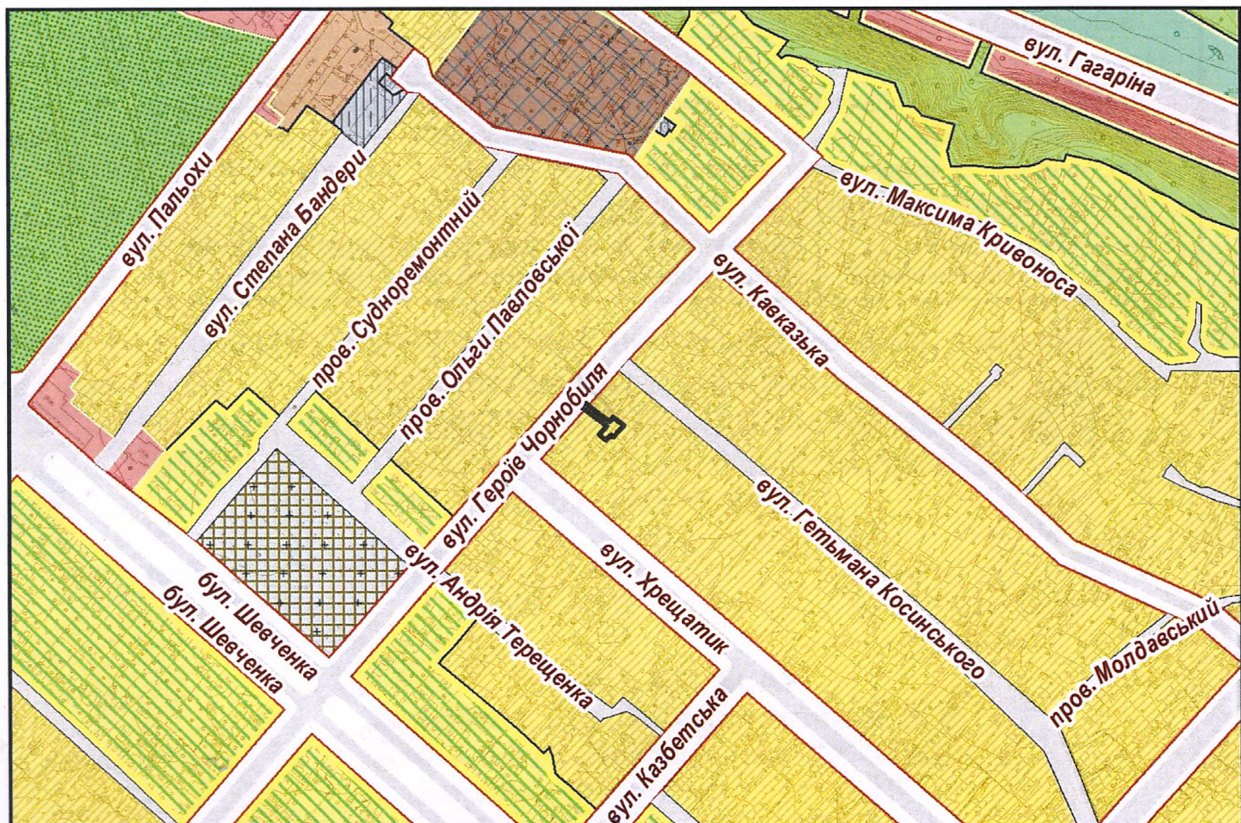 вул. Гагаріна
вул. Пальохи
вул. Степана Бандери
пров. Судноремонтний
пров. Ольги Павловської
вул. Максима Кривоноса
вул. Кавказька
вул. Героїв Чорнобиля
вул. Гетьмана Косинського
вул. Хрещатик
вул. Андрія Терещенка
бул. Шевченка
бул. Шевченка
пров. Молдавський
вул. Казбетська